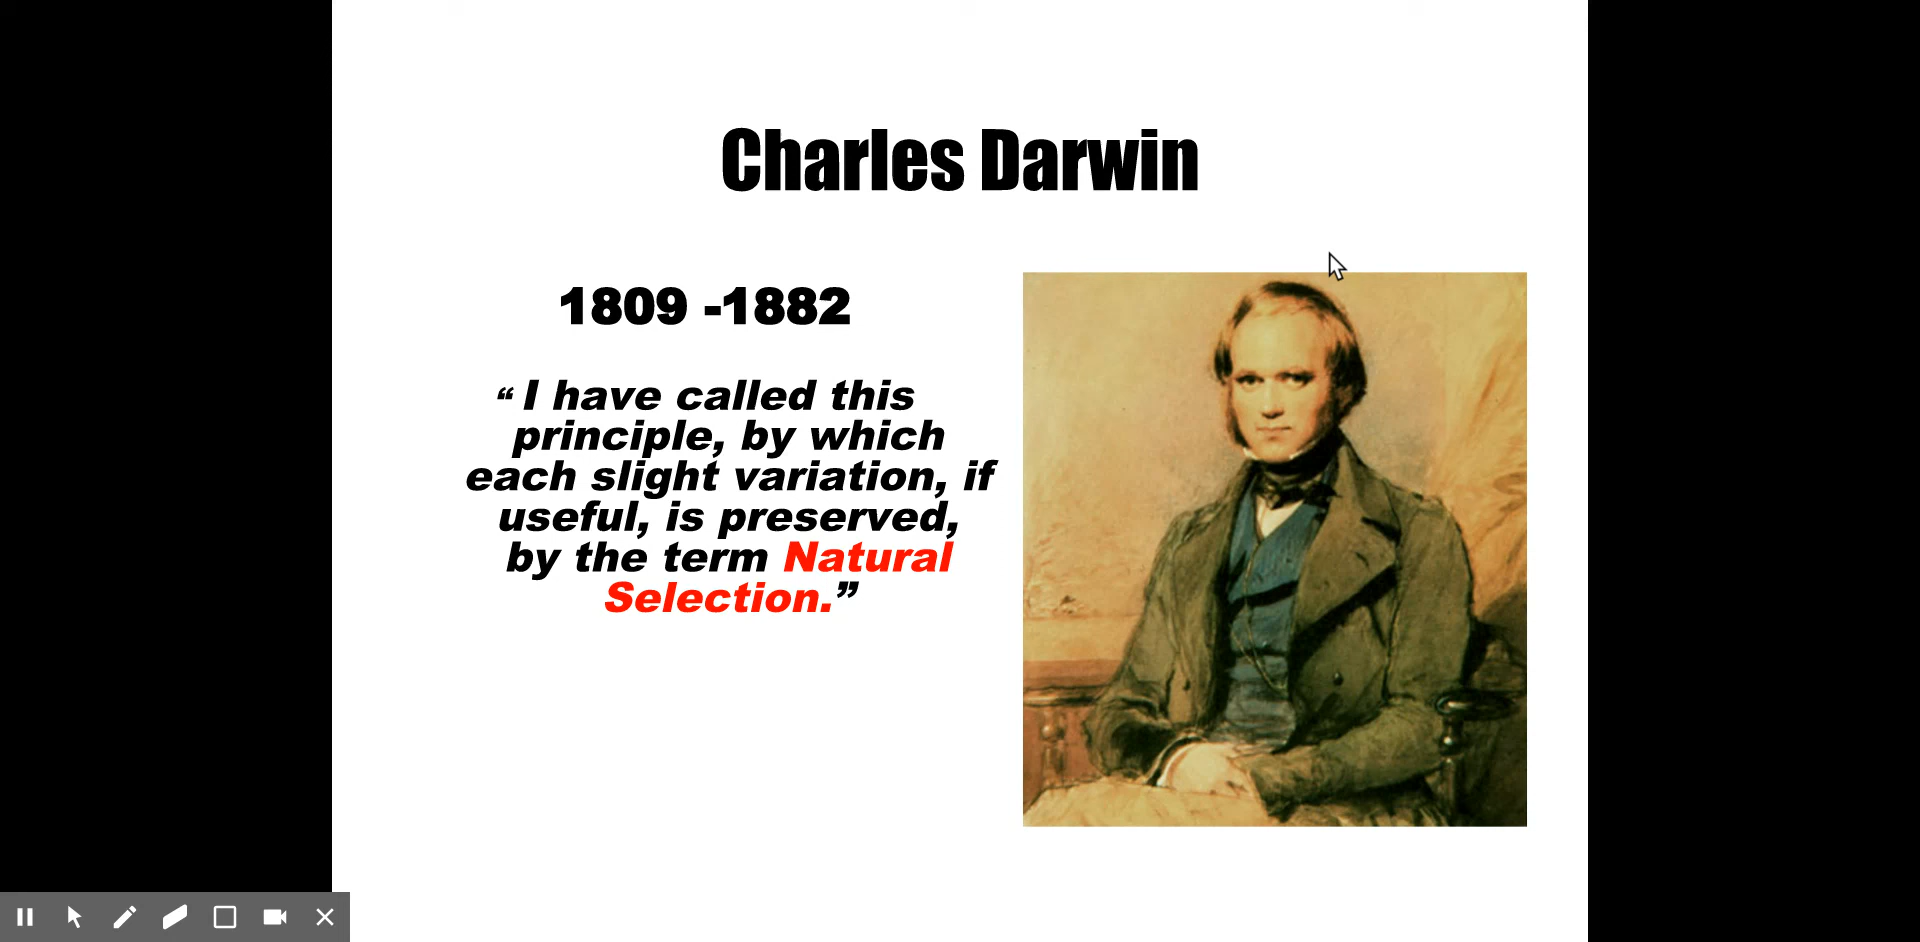 Charles Darwin
1809 -1882
“ I have called this
principle, by which
each slight variation, if
useful, is preserved,
by the term Natural
Selection.”